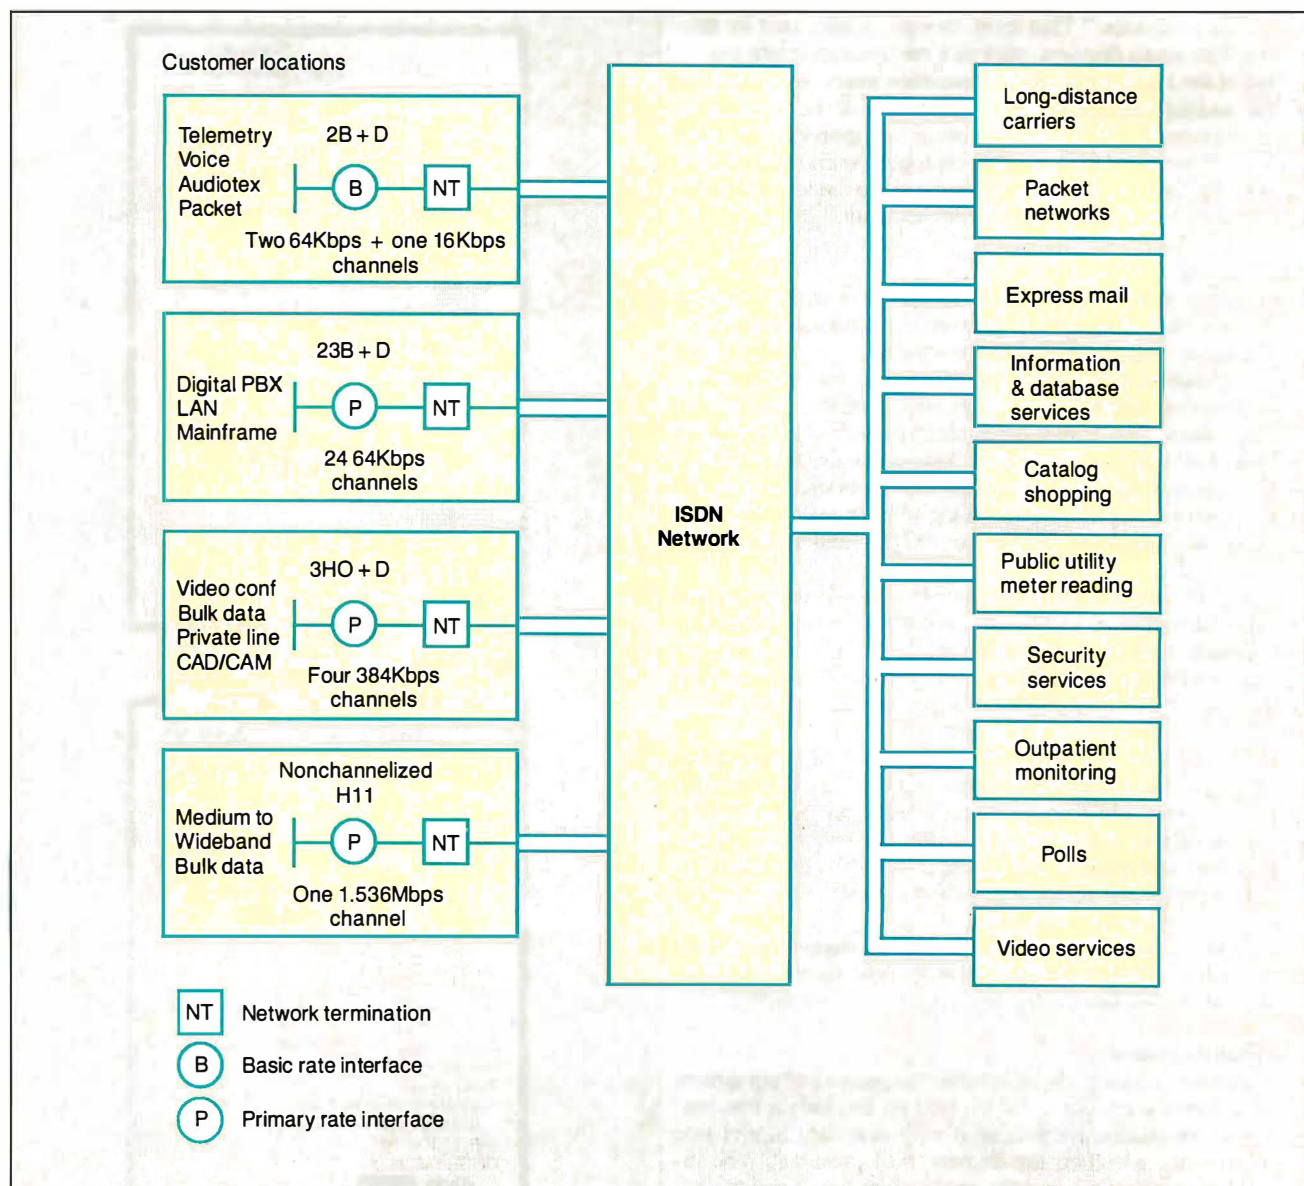 Customer locations
Telemetry
Voice
Audiotex
Packet
2B + D
B
NT
Two 64Kbps + one 16Kbps
channels
Digital PBX
LAN
Mainframe
23B + D
P
NT
24 64Kbps
channels
Video conf
Bulk data
Private line
CAD/CAM
3HO + D
P
NT
Four 384Kbps
channels
Nonchannelized
H11
Medium to
Wideband
Bulk data
P
NT
One 1.536Mbps
channel
ISDN
Network
Long-distance
carriers
Packet
networks
Express mail
Information
& database
services
Catalog
shopping
Public utility
meter reading
Security
services
Outpatient
monitoring
Polls
Video services
NT Network termination
B Basic rate interface
P Primary rate interface